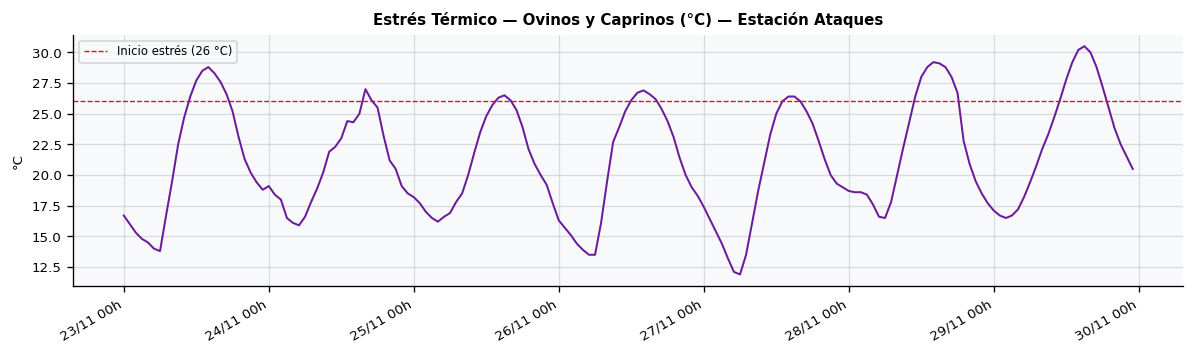 Estrés Térmico — Ovinos y Caprinos (°C) — Estación Ataques
Inicio estrés (26 °C)
°C
30.0
27.5
25.0
22.5
20.0
17.5
15.0
12.5
23/11 00h
24/11 00h
25/11 00h
26/11 00h
27/11 00h
28/11 00h
29/11 00h
30/11 00h